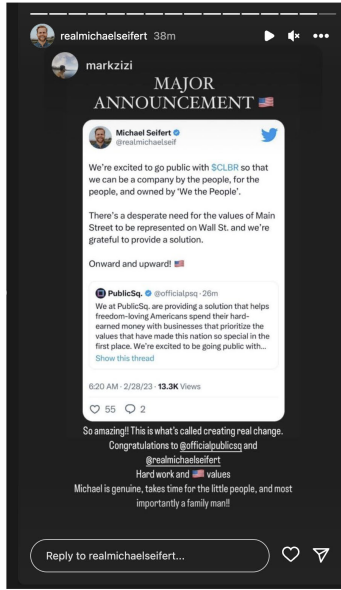 realmichaelseifert 38m
markzizi
MAJOR
ANNOUNCEMENT 🇺🇸
Michael Seifert
@realmichaelseif
We're excited to go public with $CLBR so that
we can be a company by the people, for the
people, and owned by 'We the People'.
There's a desperate need for the values of Main
Street to be represented on Wall St. and we're
grateful to provide a solution.
Onward and upward! 🇺🇸
PublicSq. @officialpsq · 26m
We at PublicSq. are providing a solution that helps
freedom-loving Americans spend their hard-
earned money with businesses that prioritize the
values that have made this nation so special in the
first place. We're excited to be going public with...
Show this thread
6:20 AM · 2/28/23 · 13.3K Views
55 2
So amazing!! This is what's called creating real change.
Congratulations to @officialpublicsq and
@realmichaelseifert
Hard work and 🇺🇸 values
Michael is genuine, takes time for the little people, and most
importantly a family man!!
Reply to realmichaelseifert...